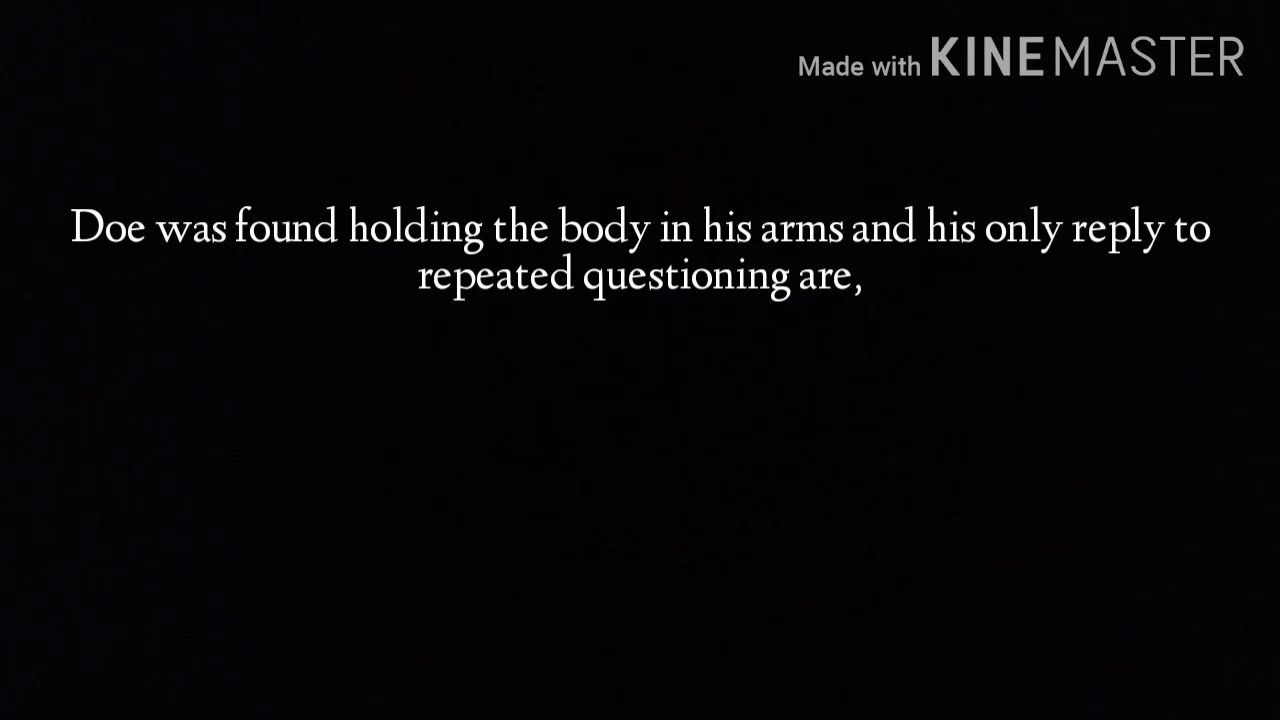 Made with KINEMASTER
Doe was found holding the body in his arms and his only reply to
repeated questioning are,